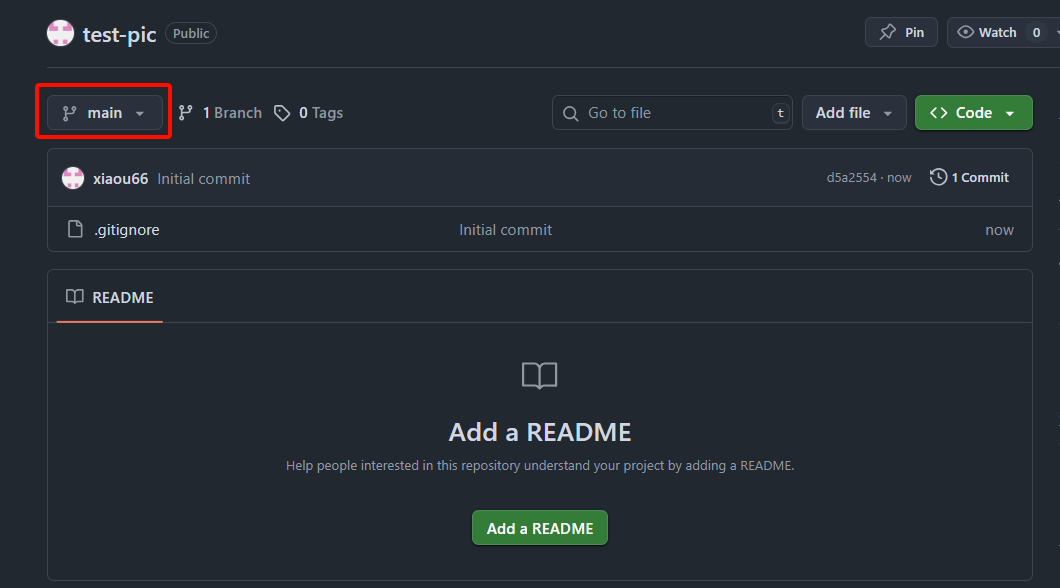 test-pic Public Pin Watch 0
main 1 Branch 0 Tags Go to file t Add file Code
xiaou66 Initial commit d5a2554 · now 1 Commit
.gitignore Initial commit now
README
Add a README
Help people interested in this repository understand your project by adding a README.
Add a README